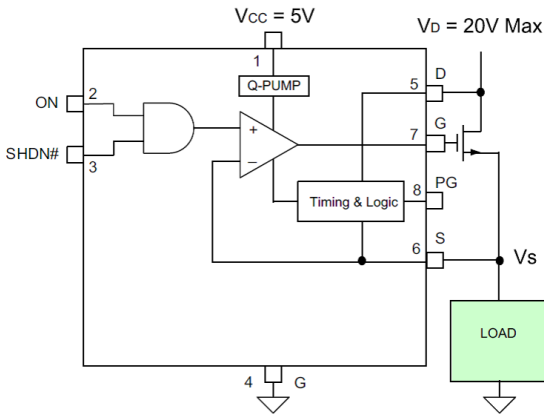 VCC = 5V
VD = 20V Max
1
Q-PUMP
5
D
ON
2
+
7
G
SHDN#
3
–
8
PG
Timing & Logic
6
S
Vs
LOAD
4
G